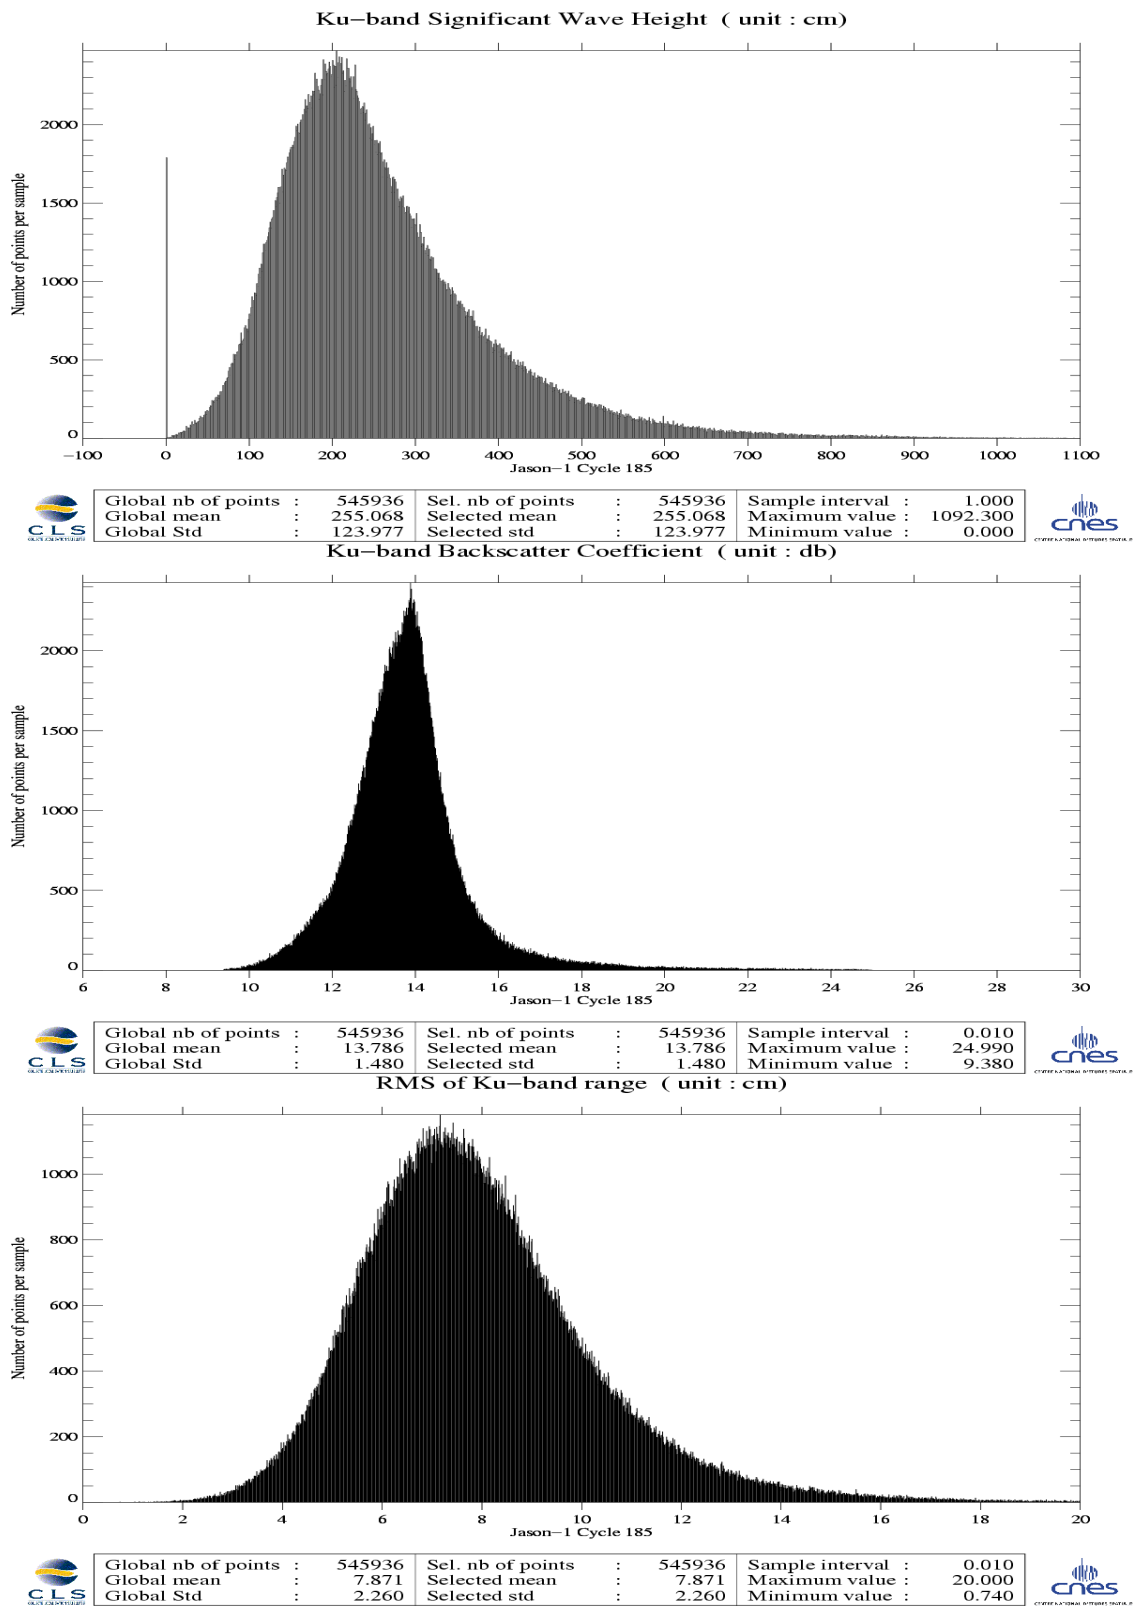 Ku−band Significant Wave Height ( unit : cm)
Number of points per sample
2000
1500
1000
500
0
−100 0 100 200 300 400 500 600 700 800 900 1000 1100
Jason−1 Cycle 185
CLS
Global nb of points : 545936 Sel. nb of points : 545936 Sample interval : 1.000
Global mean : 255.068 Selected mean : 255.068 Maximum value : 1092.300
Global Std : 123.977 Selected std : 123.977 Minimum value : 0.000
cnes
Ku−band Backscatter Coefficient ( unit : db)
Number of points per sample
2000
1500
1000
500
0
6 8 10 12 14 16 18 20 22 24 26 28 30
Jason−1 Cycle 185
CLS
Global nb of points : 545936 Sel. nb of points : 545936 Sample interval : 0.010
Global mean : 13.786 Selected mean : 13.786 Maximum value : 24.990
Global Std : 1.480 Selected std : 1.480 Minimum value : 9.380
cnes
RMS of Ku−band range ( unit : cm)
Number of points per sample
1000
800
600
400
200
0
0 2 4 6 8 10 12 14 16 18 20
Jason−1 Cycle 185
CLS
Global nb of points : 545936 Sel. nb of points : 545936 Sample interval : 0.010
Global mean : 7.871 Selected mean : 7.871 Maximum value : 20.000
Global Std : 2.260 Selected std : 2.260 Minimum value : 0.740
cnes